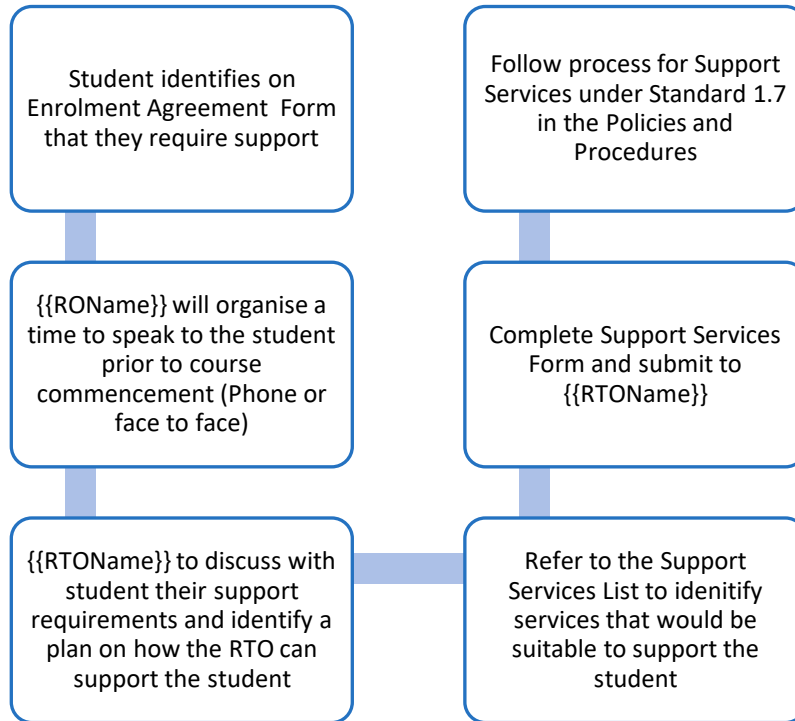 Student identifies on
Enrolment Agreement Form
that they require support
{{ROName}} will organise a
time to speak to the student
prior to course
commencement (Phone or
face to face)
{{RTOName}} to discuss with
student their support
requirements and identify a
plan on how the RTO can
support the student
Refer to the Support
Services List to idenitify
services that would be
suitable to support the
student
Complete Support Services
Form and submit to
{{RTOName}}
Follow process for Support
Services under Standard 1.7
in the Policies and
Procedures